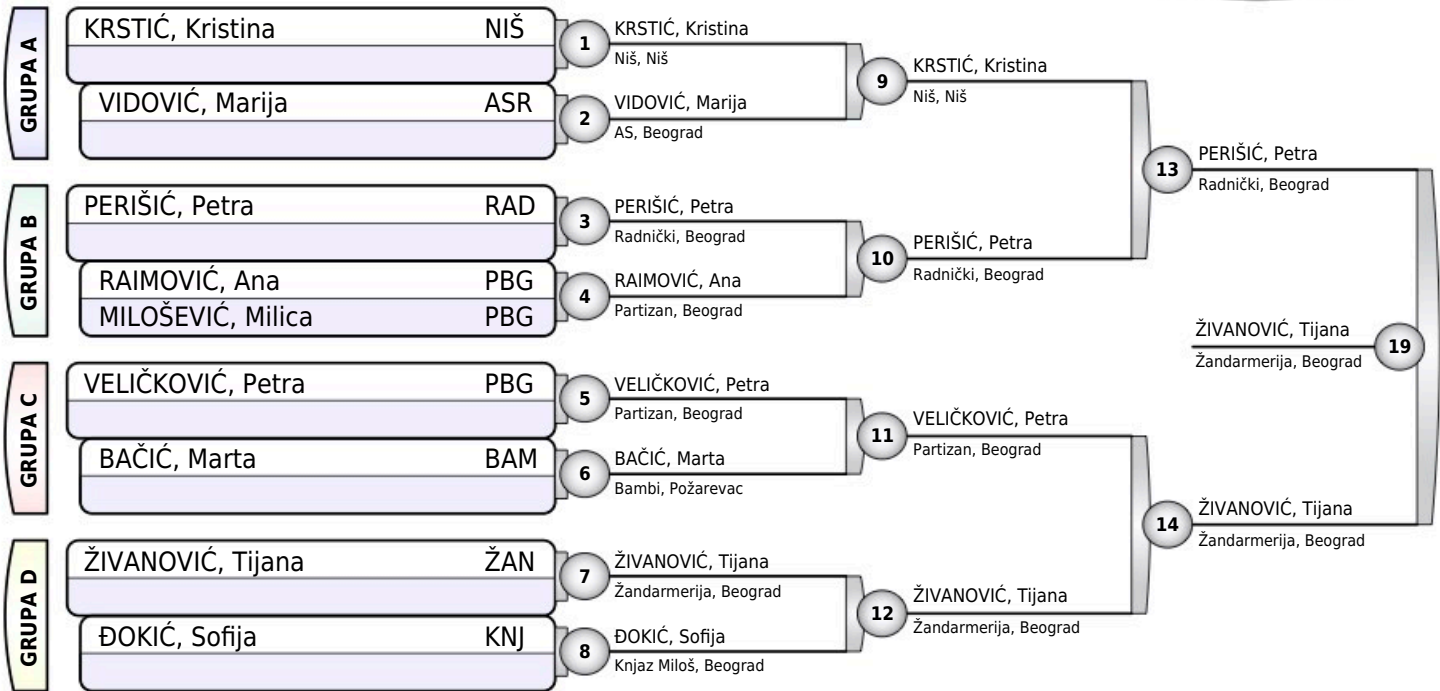 GRUPA A
KRSTIĆ, Kristina NIŠ
VIDOVIĆ, Marija ASR
1
KRSTIĆ, Kristina
Niš, Niš
2
VIDOVIĆ, Marija
AS, Beograd
9
KRSTIĆ, Kristina
Niš, Niš
GRUPA B
PERIŠIĆ, Petra RAD
RAIMOVIĆ, Ana PBG
MILOŠEVIĆ, Milica PBG
3
PERIŠIĆ, Petra
Radnički, Beograd
4
RAIMOVIĆ, Ana
Partizan, Beograd
10
PERIŠIĆ, Petra
Radnički, Beograd
13
PERIŠIĆ, Petra
Radnički, Beograd
GRUPA C
VELIČKOVIĆ, Petra PBG
BAČIĆ, Marta BAM
5
VELIČKOVIĆ, Petra
Partizan, Beograd
6
BAČIĆ, Marta
Bambi, Požarevac
11
VELIČKOVIĆ, Petra
Partizan, Beograd
GRUPA D
ŽIVANOVIĆ, Tijana ŽAN
ĐOKIĆ, Sofija KNJ
7
ŽIVANOVIĆ, Tijana
Žandarmerija, Beograd
8
ĐOKIĆ, Sofija
Knjaz Miloš, Beograd
12
ŽIVANOVIĆ, Tijana
Žandarmerija, Beograd
14
ŽIVANOVIĆ, Tijana
Žandarmerija, Beograd
ŽIVANOVIĆ, Tijana
Žandarmerija, Beograd
19